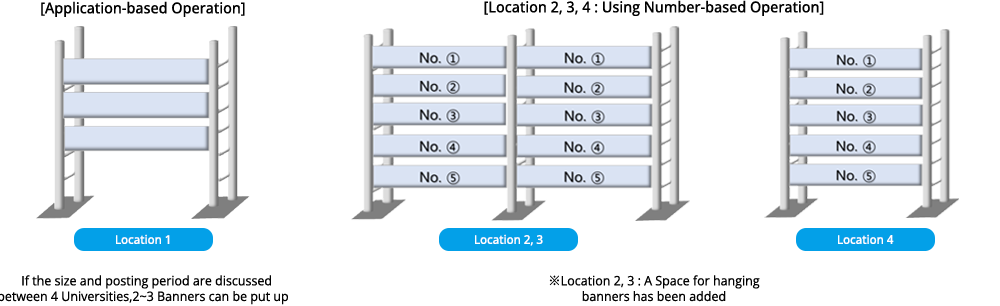 [Application-based Operation]
[Location 2, 3, 4 : Using Number-based Operation]
No. ①
No. ②
No. ③
No. ④
No. ⑤
No. ①
No. ②
No. ③
No. ④
No. ⑤
No. ①
No. ②
No. ③
No. ④
No. ⑤
Location 1
Location 2, 3
Location 4
If the size and posting period are discussed
between 4 Universities,2~3 Banners can be put up
※Location 2, 3 : A Space for hanging
banners has been added